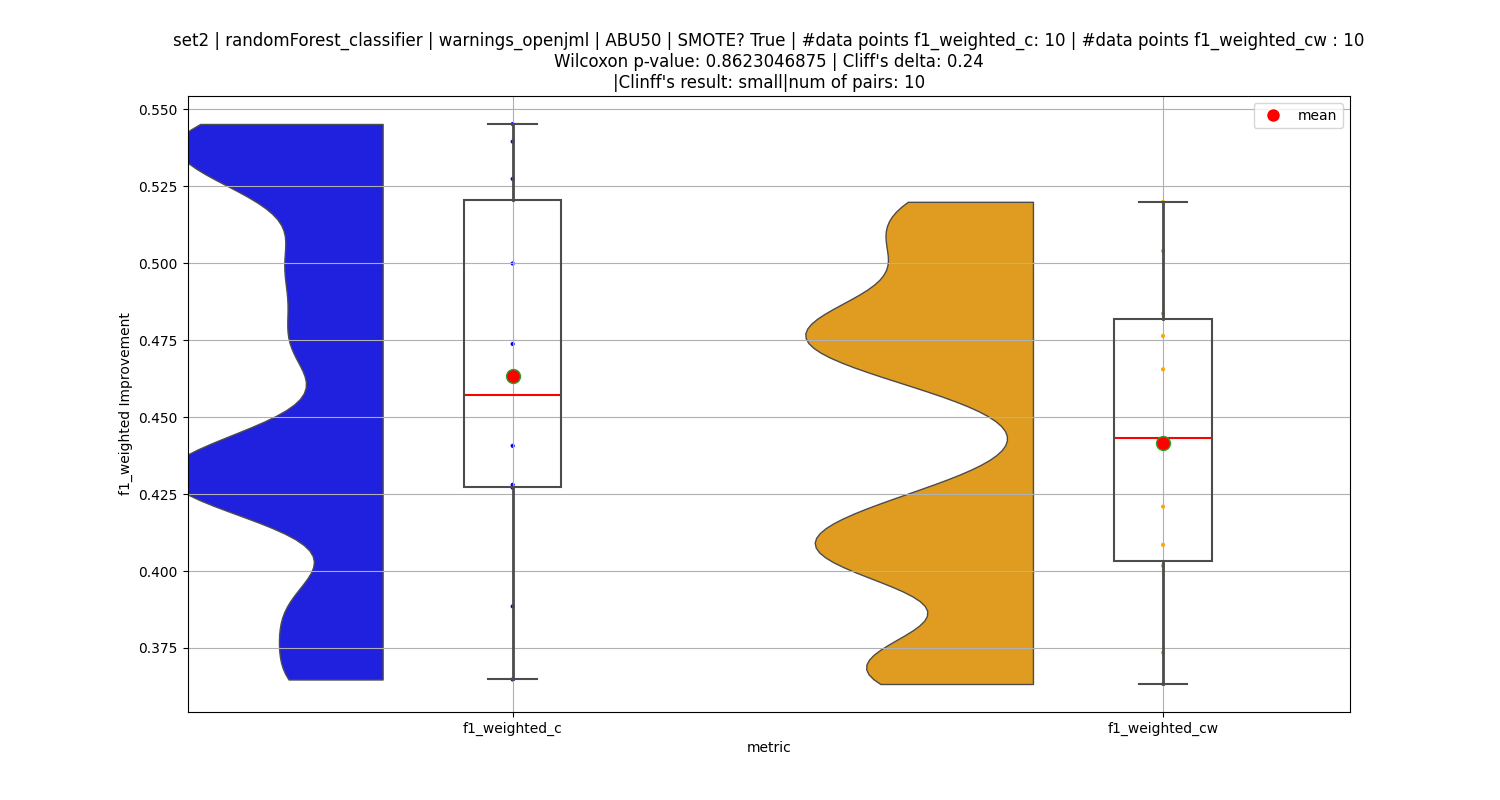 set2 | randomForest_classifier | warnings_openjml | ABU50 | SMOTE? True | #data points f1_weighted_c: 10 | #data points f1_weighted_cw : 10
Wilcoxon p-value: 0.8623046875 | Cliff's delta: 0.24
|Clinff's result: small|num of pairs: 10
mean
0.550
0.525
0.500
0.475
0.450
0.425
0.400
0.375
f1_weighted Improvement
f1_weighted_c
f1_weighted_cw
metric